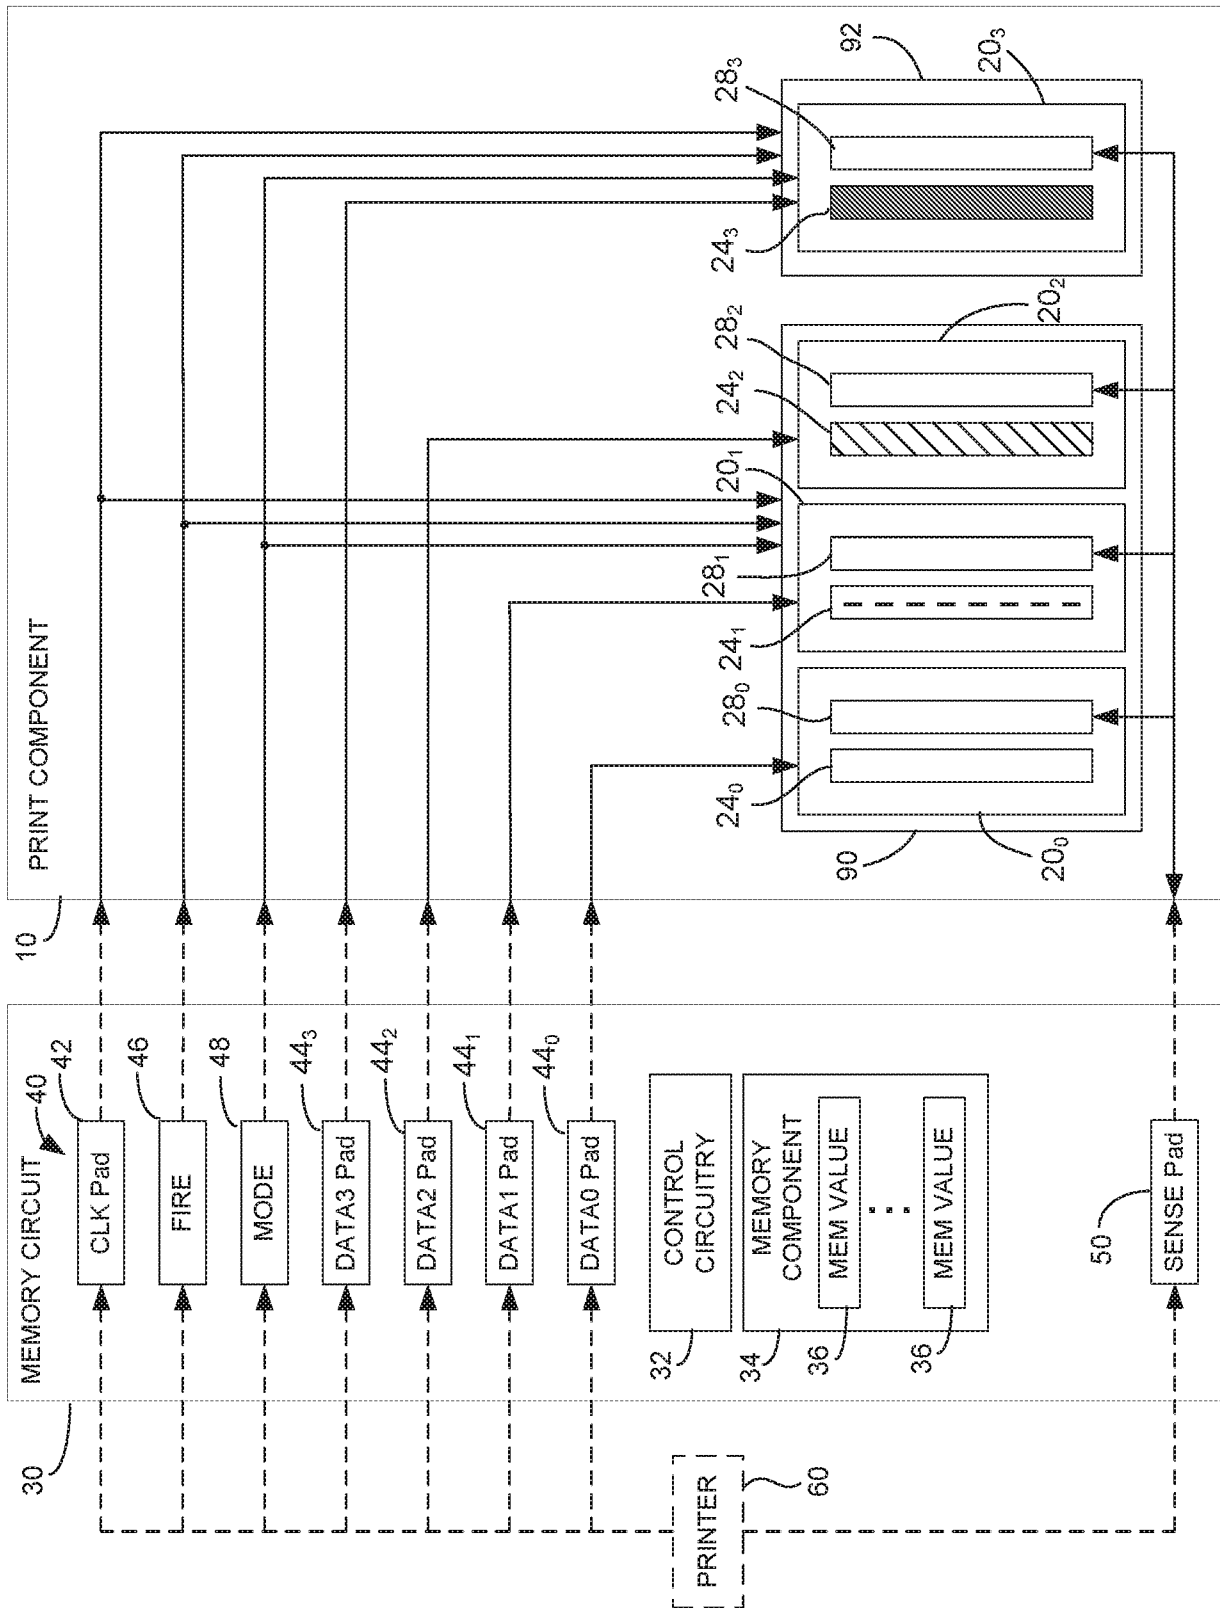 PRINT COMPONENT
10
92
28₃
20₃
24₃
20₂
28₂
24₂
20₁
28₁
24₁
28₀
24₀
90
20₀
MEMORY CIRCUIT
30
40
42
CLK Pad
46
FIRE
48
MODE
44₃
DATA3 Pad
44₂
DATA2 Pad
44₁
DATA1 Pad
44₀
DATA0 Pad
CONTROL
CIRCUITRY
32
MEMORY
COMPONENT
34
MEM VALUE
36
...
MEM VALUE
36
50
SENSE Pad
PRINTER
60